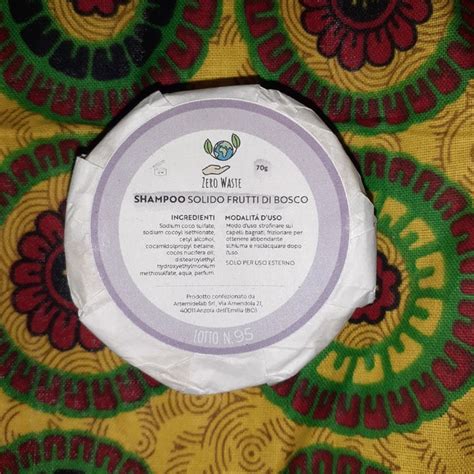 70g
ZERO WASTE
SHAMPOO SOLIDO FRUTTI DI BOSCO
INGREDIENTI
Sodium coco sulfate,
sodium cocoyl isethionate,
cetyl alcohol,
cocamidopropyl betaine,
cocos nucifera oil,
distearoylethyl
hydroxyethylmonium
methosulfate, aqua, parfum.
MODALITÀ D'USO
Modo d'uso: strofinare sui
capelli bagnati, frizionare per
ottenere abbondante
schiuma e risciacquare dopo
l'uso.
SOLO PER USO ESTERNO
Prodotto confezionato da
Artemidelab Srl, Via Amendola 21,
40011 Anzola dell'Emilia (BO)
LOTTO N. 95